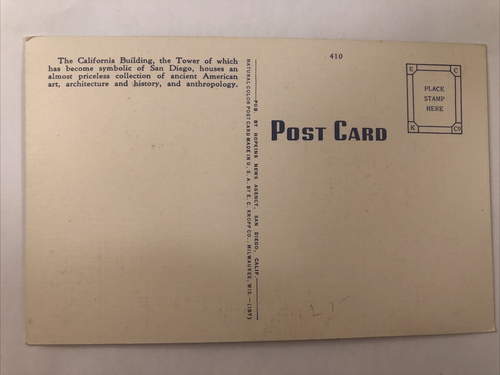 The California Building, the Tower of which
has become symbolic of San Diego, houses an
almost priceless collection of ancient American
art, architecture and history, and anthropology.
410
E C
PLACE
STAMP
HERE
K Co
POST CARD
PUB. BY HOPKINS NEWS AGENCY, SAN DIEGO, CALIF.
NATURAL COLOR POST CARD MADE IN U. S. A. BY E. C. KROPP CO., MILWAUKEE, WIS.—(19Y)